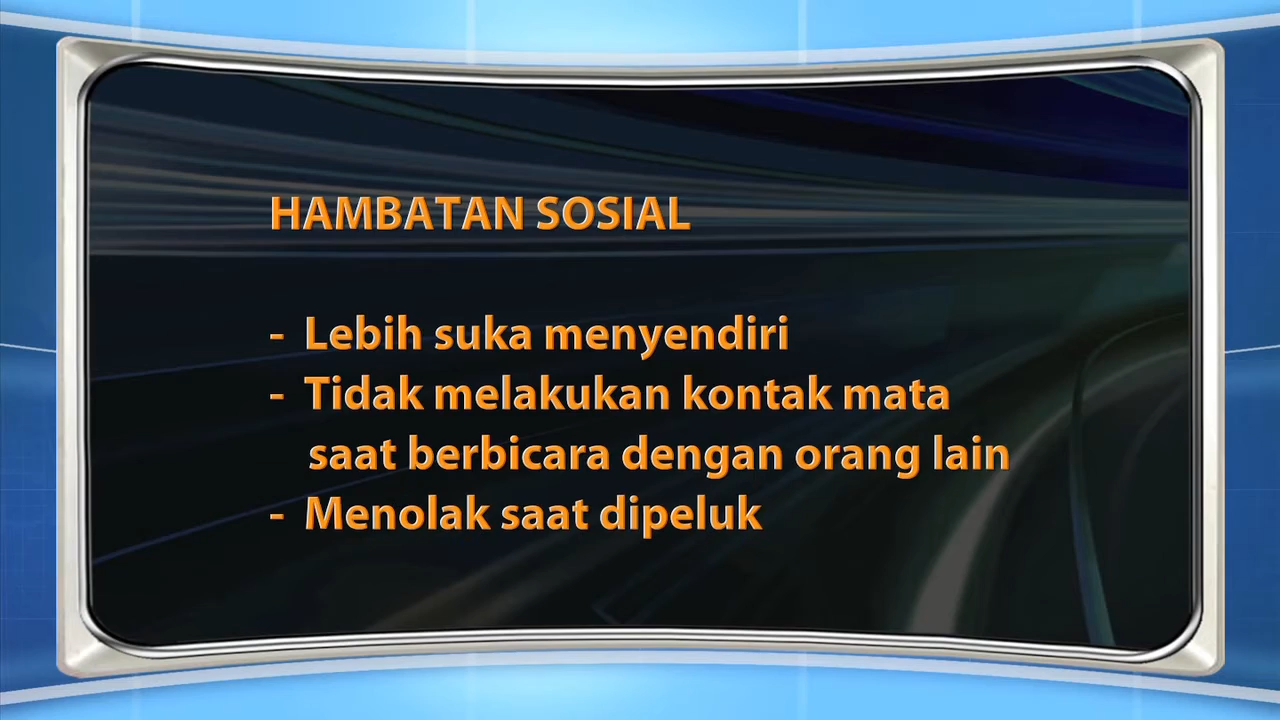 HAMBATAN SOSIAL
- Lebih suka menyendiri
- Tidak melakukan kontak mata
saat berbicara dengan orang lain
- Menolak saat dipeluk